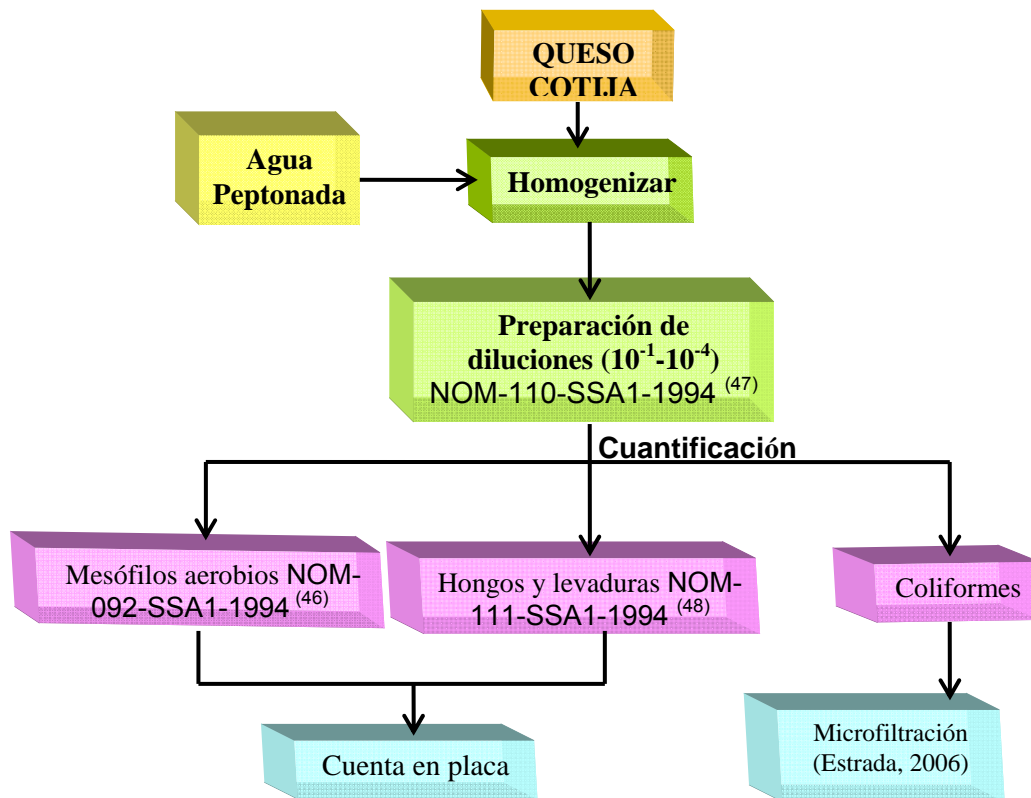 QUESO
COTIJA
Agua
Peptonada
Homogenizar
Preparación de
diluciones (10⁻¹-10⁻⁴)
NOM-110-SSA1-1994 (47)
Cuantificación
Mesófilos aerobios NOM-
092-SSA1-1994 (46)
Hongos y levaduras NOM-
111-SSA1-1994 (48)
Coliformes
Cuenta en placa
Microfiltración
(Estrada, 2006)